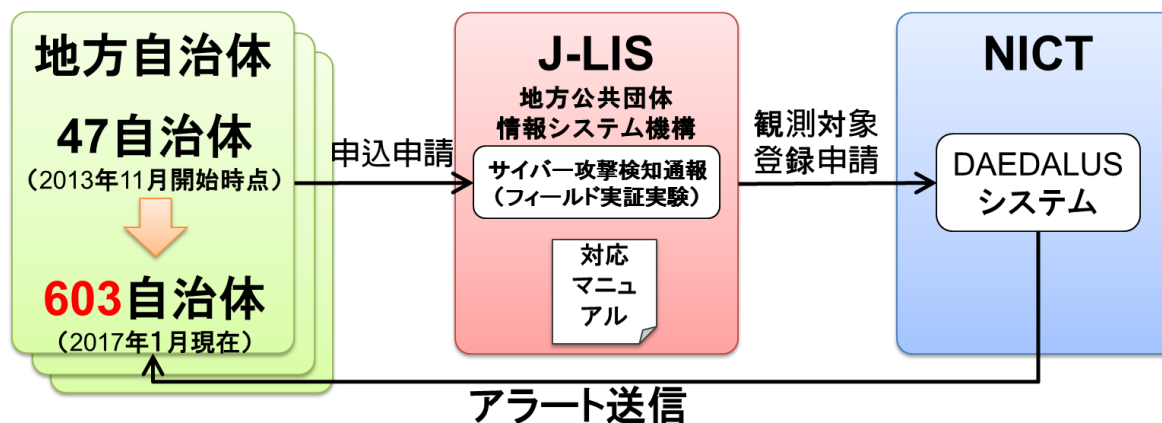 地方自治体
47自治体
（2013年11月開始時点）
603自治体
（2017年1月現在）
申込申請
J-LIS
地方公共団体
情報システム機構
サイバー攻撃検知通報
（フィールド実証実験）
対応
マニュ
アル
観測対象
登録申請
NICT
DAEDALUS
システム
アラート送信